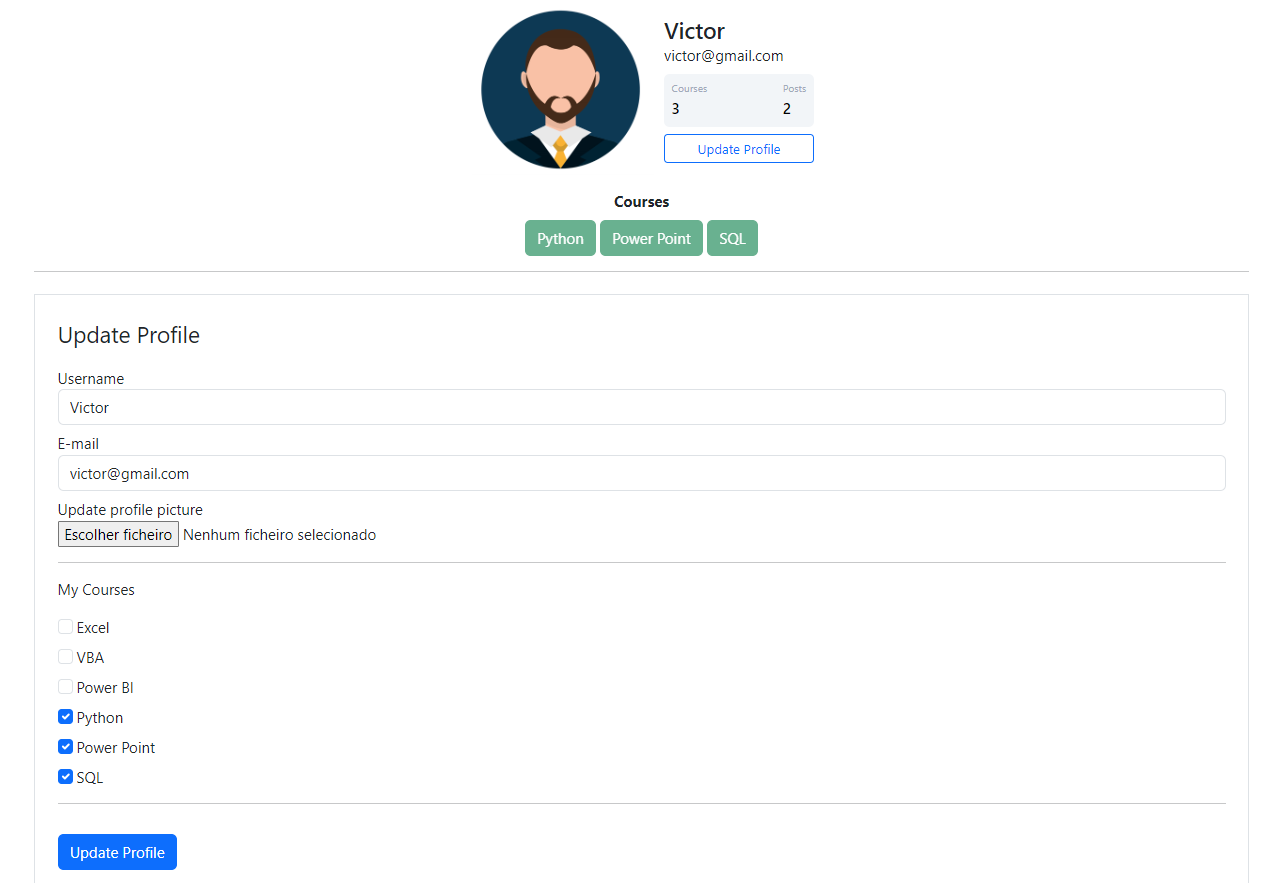 Victor
victor@gmail.com
Courses Posts
3 2
Update Profile
Courses
Python Power Point SQL
Update Profile
Username
Victor
E-mail
victor@gmail.com
Update profile picture
Escolher ficheiro Nenhum ficheiro selecionado
My Courses
Excel
VBA
Power BI
Python
Power Point
SQL
Update Profile